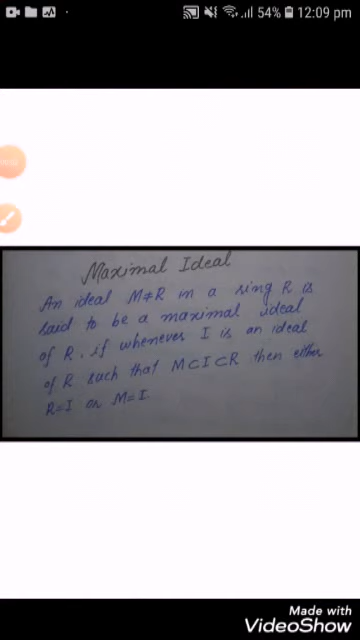 54% 12:09 pm
Maximal Ideal
An ideal M≠R in a ring R is
said to be a maximal ideal
of R, if whenever I is an ideal
of R such that M⊂I⊂R then either
R=I or M=I.
Made with
VideoShow